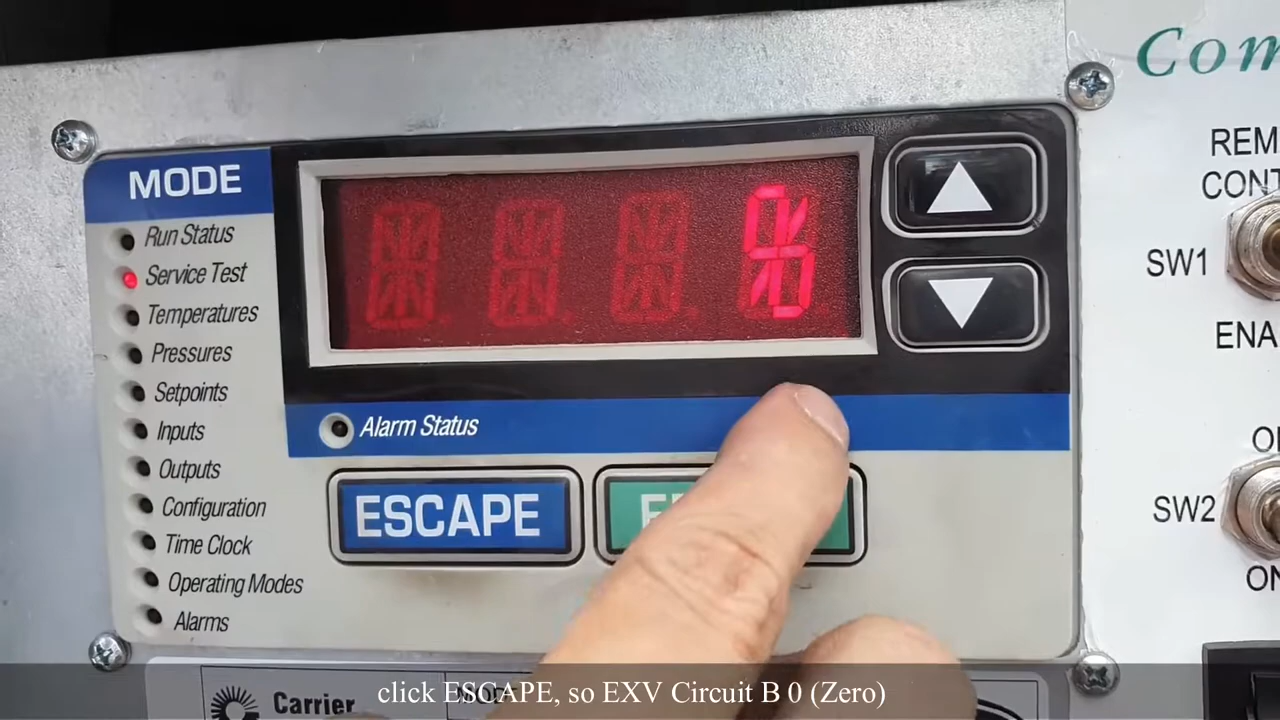 Com
MODE
Run Status
Service Test
Temperatures
Pressures
Setpoints
Inputs
Outputs
Configuration
Time Clock
Operating Modes
Alarms
%
Alarm Status
ESCAPE
REM
CONT
SW1
ENA
SW2
ON
Carrier
click ESCAPE, so EXV Circuit B 0 (Zero)